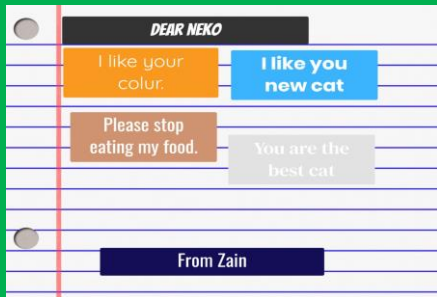 DEAR NEKO
I like your
colur.
I like you
new cat
Please stop
eating my food.
You are the
best cat
From Zain